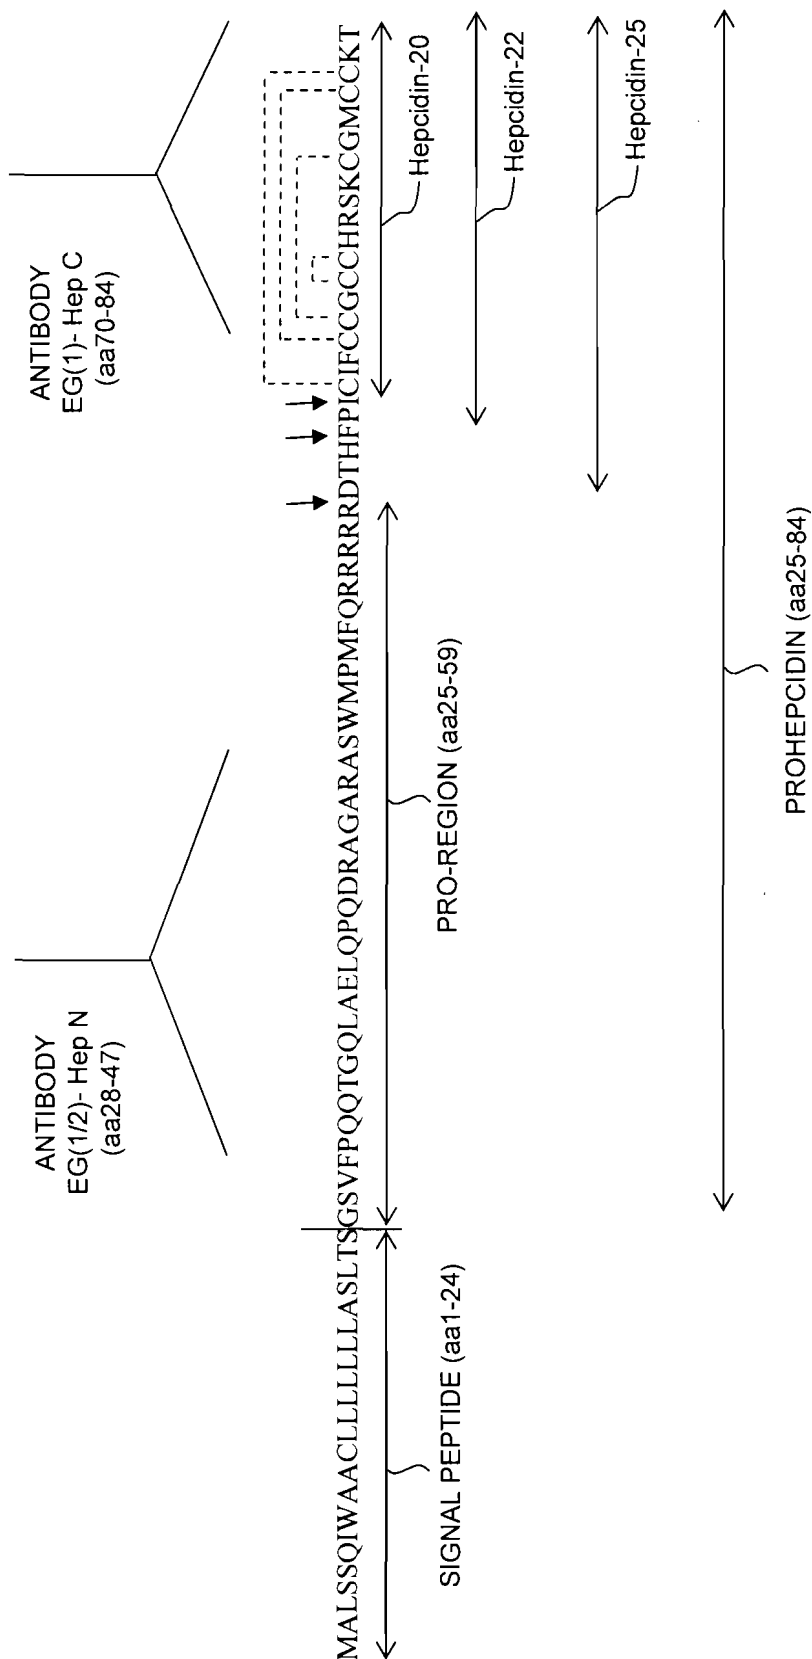 ANTIBODY
EG(1/2)- Hep N
(aa28-47)
ANTIBODY
EG(1)- Hep C
(aa70-84)
MALSSQIWAACLLLLLLLASLTSGSVFPQQTGQLAELQPQDRAGARASWMPMFQRRRRRDTHFPICIFCCGCCHRSKCGMCCKT
SIGNAL PEPTIDE (aa1-24)
PRO-REGION (aa25-59)
Hepcidin-20
Hepcidin-22
Hepcidin-25
PROHEPCIDIN (aa25-84)